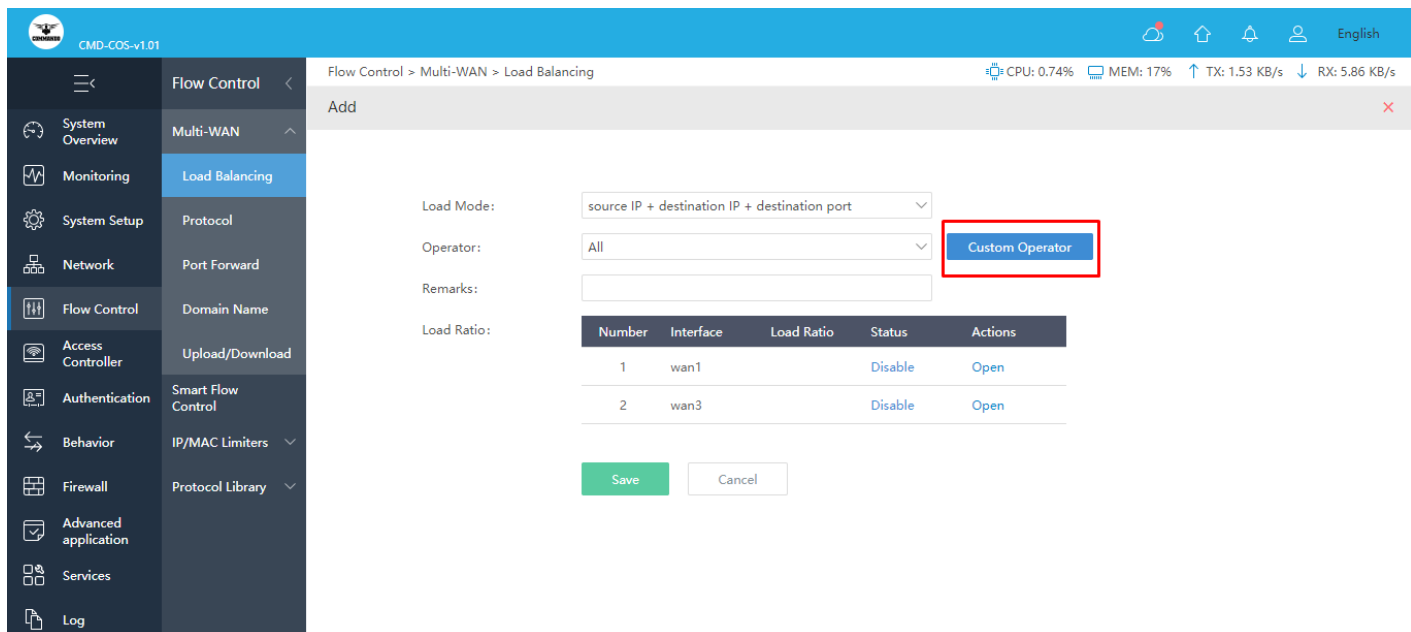 COMMANDO
CMD-COS-v1.01
English
Flow Control
Flow Control > Multi-WAN > Load Balancing
CPU: 0.74%
MEM: 17%
TX: 1.53 KB/s
RX: 5.86 KB/s
Add
System
Overview
Monitoring
System Setup
Network
Flow Control
Access
Controller
Authentication
Behavior
Firewall
Advanced
application
Services
Log
Multi-WAN
Load Balancing
Protocol
Port Forward
Domain Name
Upload/Download
Smart Flow
Control
IP/MAC Limiters
Protocol Library
Load Mode:
source IP + destination IP + destination port
Operator:
All
Custom Operator
Remarks:
Load Ratio:
Number Interface Load Ratio Status Actions
1 wan1 Disable Open
2 wan3 Disable Open
Save
Cancel